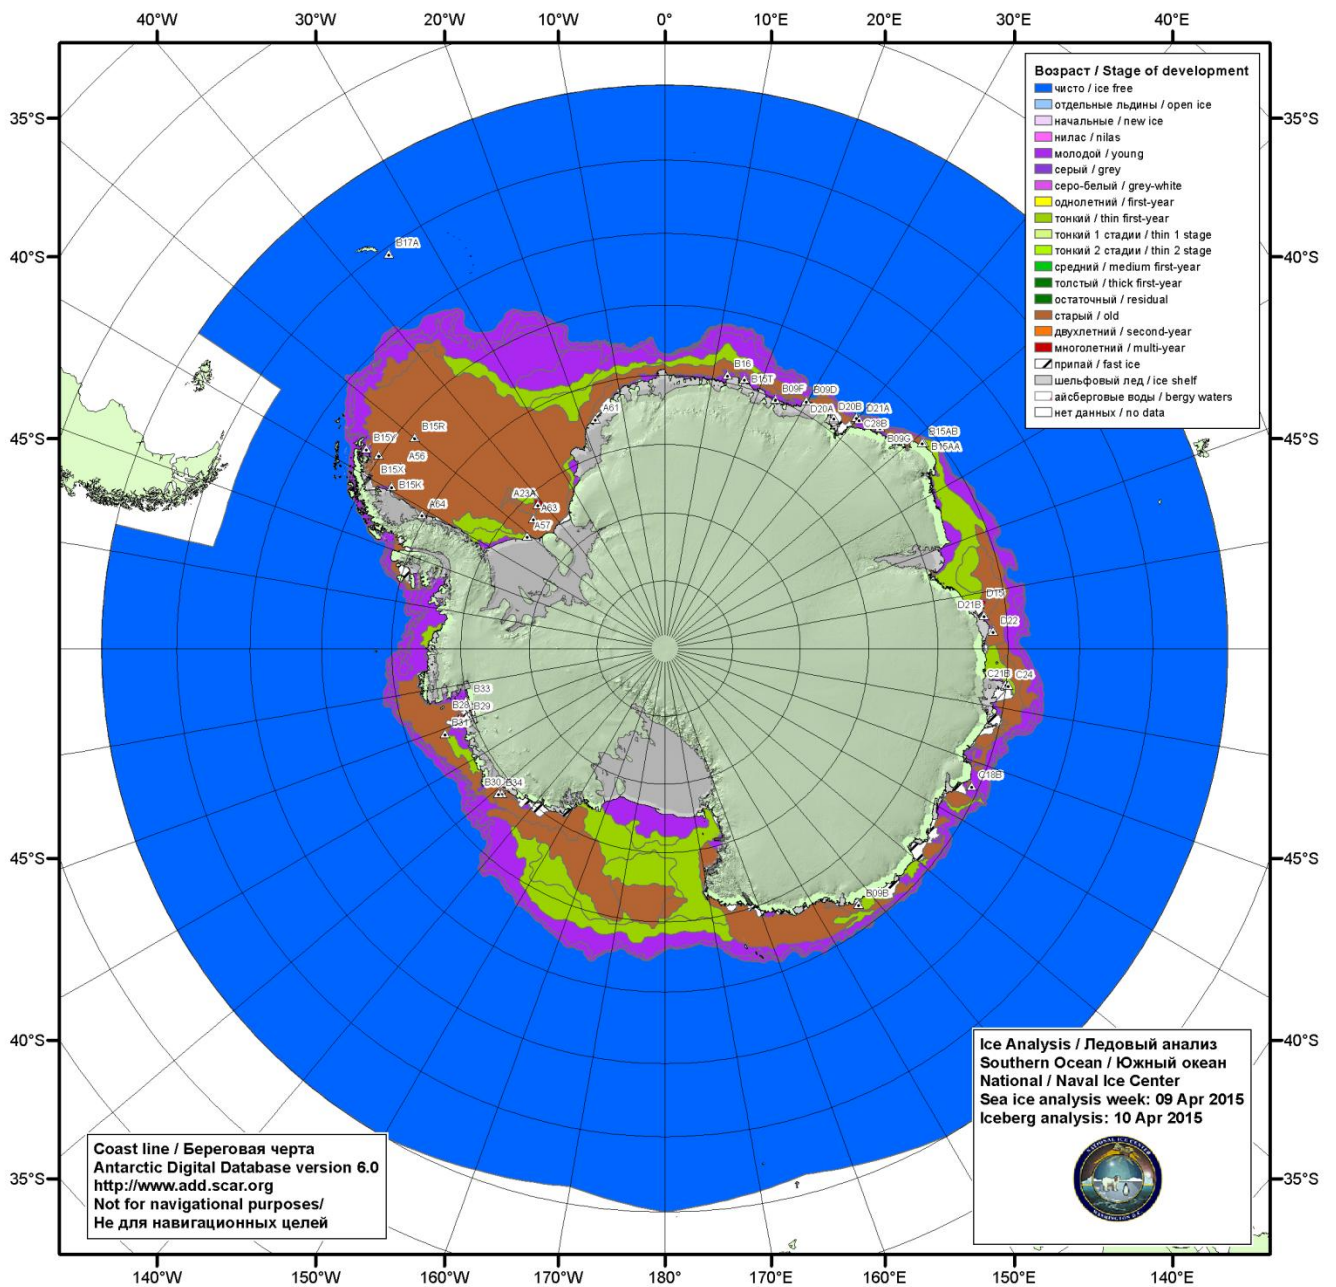 40°W 30°W 20°W 10°W 0° 10°E 20°E 30°E 40°E
Возраст / Stage of development
чисто / ice free
отдельные льдины / open ice
начальные / new ice
нилас / nilas
молодой / young
серый / grey
серо-белый / grey-white
однолетний / first-year
тонкий / thin first-year
тонкий 1 стадии / thin 1 stage
тонкий 2 стадии / thin 2 stage
средний / medium first-year
толстый / thick first-year
остаточный / residual
старый / old
двухлетний / second-year
многолетний / multi-year
припай / fast ice
шельфовый лед / ice shelf
айсберговые воды / bergy waters
нет данных / no data
35°S 35°S
B17A
40°S 40°S
B16
B15T
B09F
B09D
A61
D20A
D20B
D21A
C28B
B15R
B15Y
45°S 45°S
B09G
B15AB
B15AA
A56
B15X
B15K
A23A
A64
A63
A57
D15
D21B
D22
C21B
C24
B33
B28
B29
B31
C18B
B30
B34
45°S 45°S
B09B
40°S 40°S
Ice Analysis / Ледовый анализ
Southern Ocean / Южный океан
National / Naval Ice Center
Sea ice analysis week: 09 Apr 2015
Iceberg analysis: 10 Apr 2015
NATIONAL ICE CENTER
WASHINGTON D.C.
Coast line / Береговая черта
Antarctic Digital Database version 6.0
http://www.add.scar.org
Not for navigational purposes/
Не для навигационных целей
35°S 35°S
140°W 150°W 160°W 170°W 180° 170°E 160°E 150°E 140°E